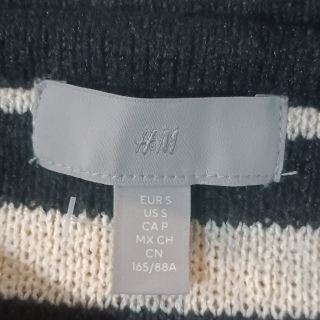 H&M
EUR S
US S
CA P
MX CH
CN
165/88A